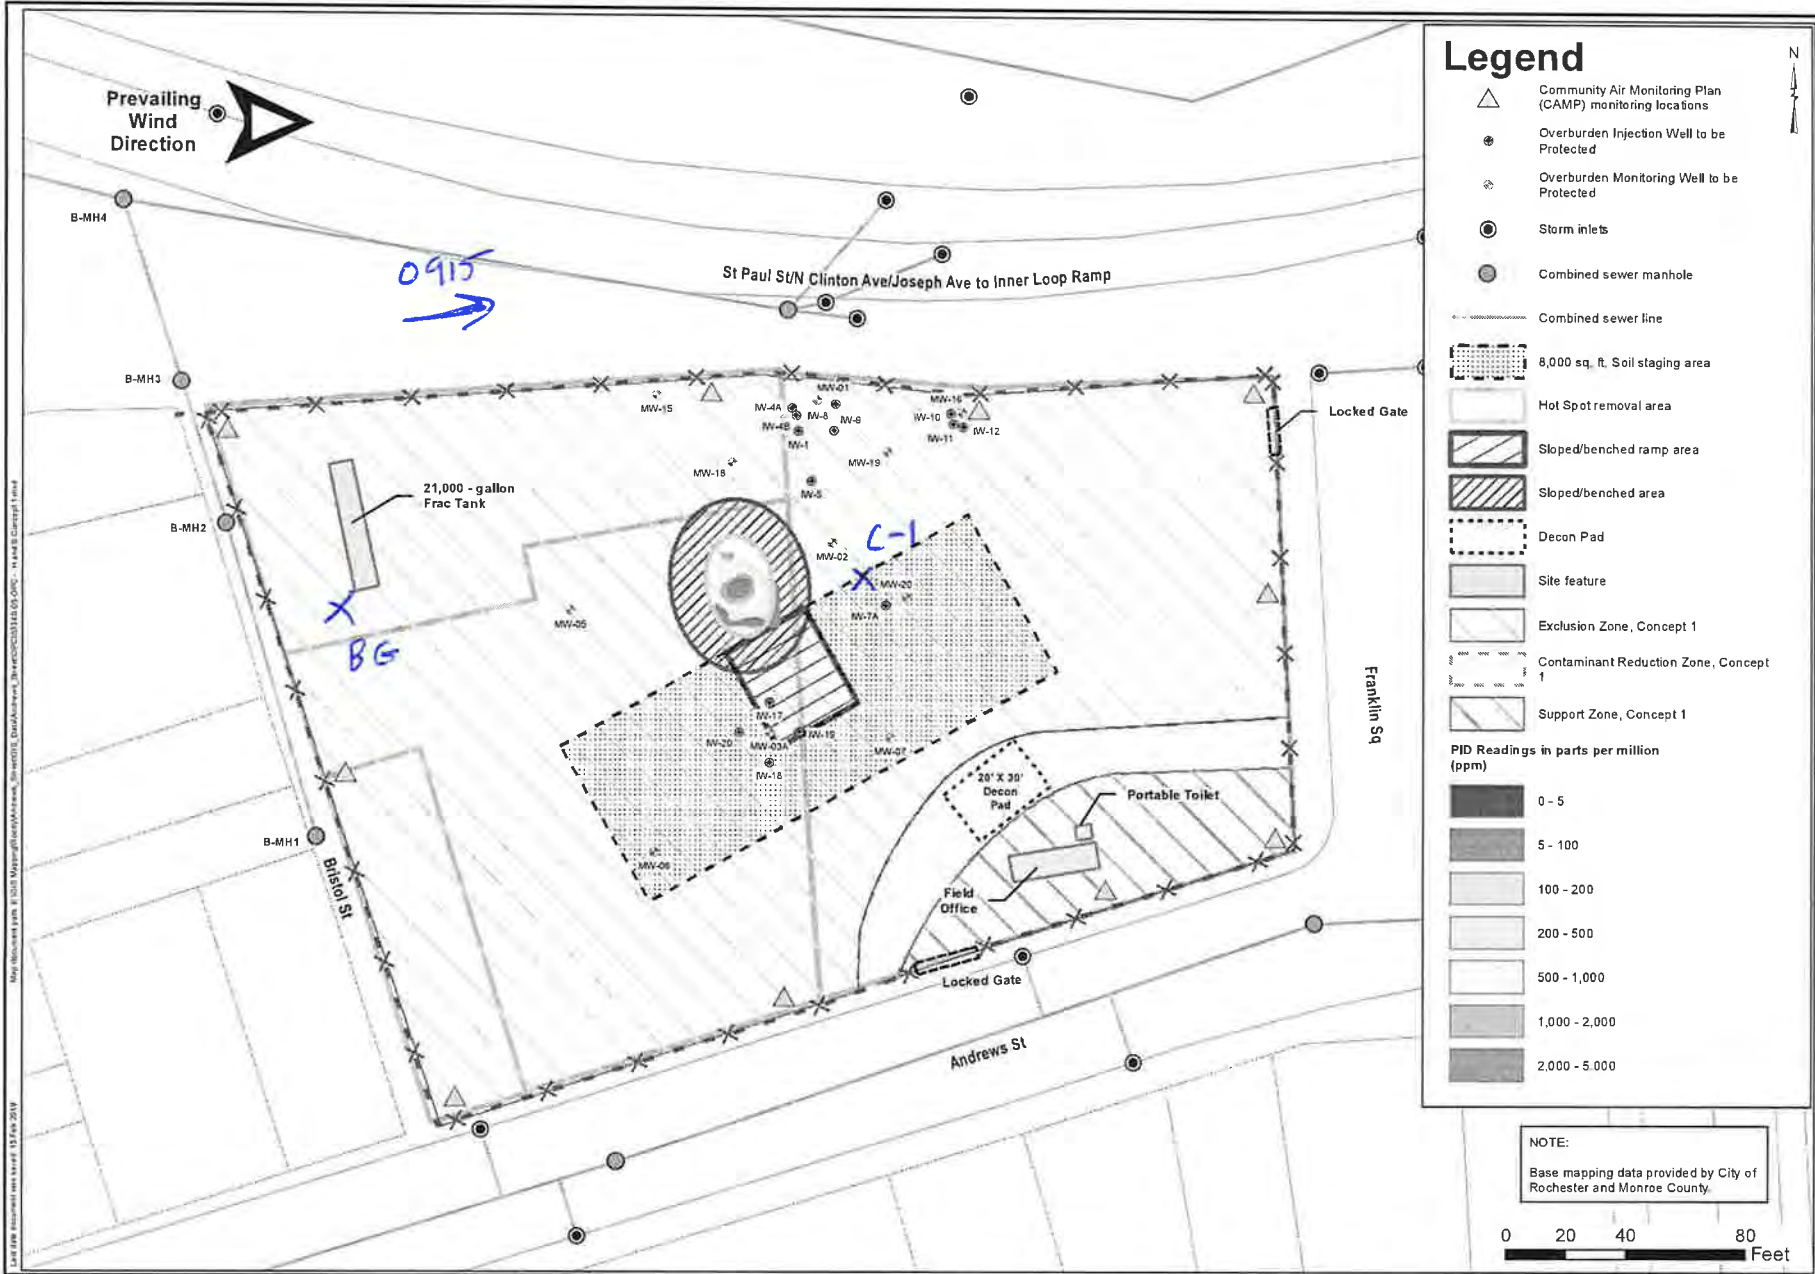 Prevailing
Wind
Direction
B-MH4
0915
St Paul St/N Clinton Ave/Joseph Ave to Inner Loop Ramp
B-MH3
MW-15
MW-01
IW-4A
IW-8
IW-9
IW-4B
IW-1
MW-16
IW-10
IW-11
IW-12
Locked Gate
MW-18
MW-19
IW-5
21,000 - gallon
Frac Tank
B-MH2
MW-02
C-1
X
MW-20
IW-7A
X
BG
MW-05
IW-17
IW-20
MW-03A
IW-19
IW-18
MW-07
MW-06
Franklin Sq
20' X 30'
Decon
Pad
Portable Toilet
Field
Office
B-MH1
Bristol St
Locked Gate
Andrews St
Legend
N
Community Air Monitoring Plan
(CAMP) monitoring locations
Overburden Injection Well to be
Protected
Overburden Monitoring Well to be
Protected
Storm inlets
Combined sewer manhole
Combined sewer line
8,000 sq. ft. Soil staging area
Hot Spot removal area
Sloped/benched ramp area
Sloped/benched area
Decon Pad
Site feature
Exclusion Zone, Concept 1
Contaminant Reduction Zone, Concept
1
Support Zone, Concept 1
PID Readings in parts per million
(ppm)
0 - 5
5 - 100
100 - 200
200 - 500
500 - 1,000
1,000 - 2,000
2,000 - 5,000
NOTE:
Base mapping data provided by City of
Rochester and Monroe County.
0 20 40 80
Feet